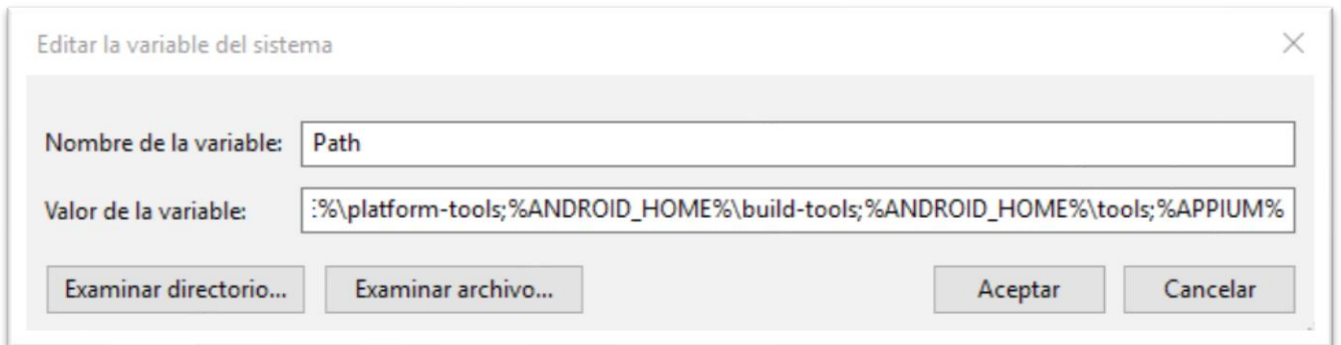 Editar la variable del sistema
Nombre de la variable: Path
Valor de la variable: %\platform-tools;%ANDROID_HOME%\build-tools;%ANDROID_HOME%\tools;%APPIUM%
Examinar directorio... Examinar archivo... Aceptar Cancelar